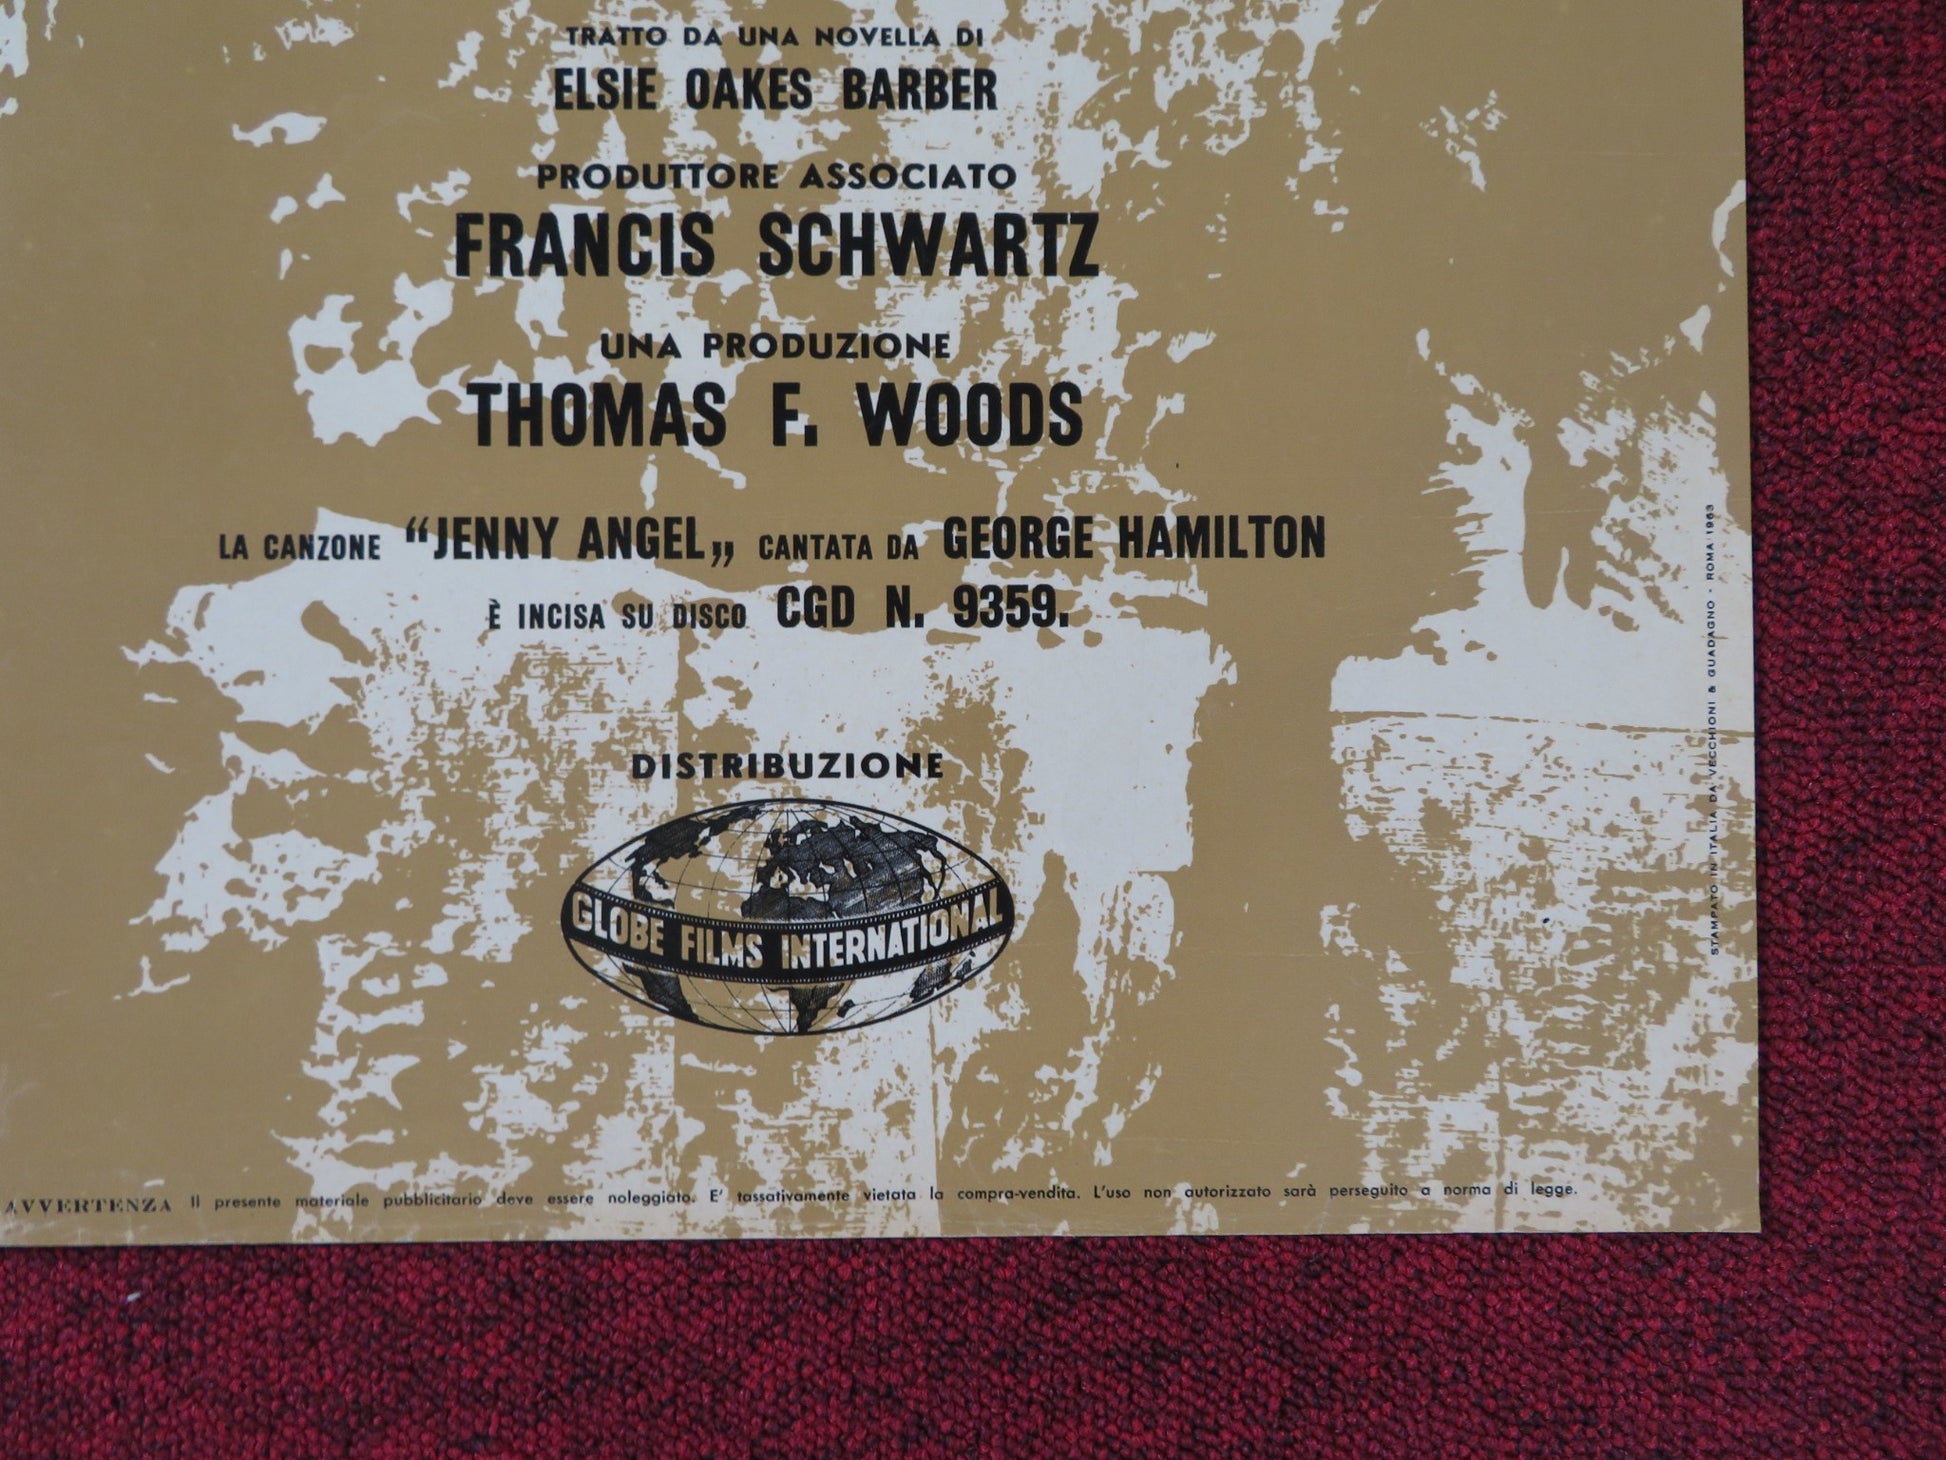 TRATTO DA UNA NOVELLA DI
ELSIE OAKES BARBER
PRODUTTORE ASSOCIATO
FRANCIS SCHWARTZ
UNA PRODUZIONE
THOMAS F. WOODS
LA CANZONE “JENNY ANGEL„ CANTATA DA GEORGE HAMILTON
È INCISA SU DISCO CGD N. 9359.
DISTRIBUZIONE
GLOBE FILMS INTERNATIONAL
AVVERTENZA Il presente materiale pubblicitario deve essere noleggiato. E' tassativamente vietata la compra-vendita. L'uso non autorizzato sarà perseguito a norma di legge.
STAMPATO IN ITALIA DA VECCHIONI & GUADAGNO - ROMA 1963